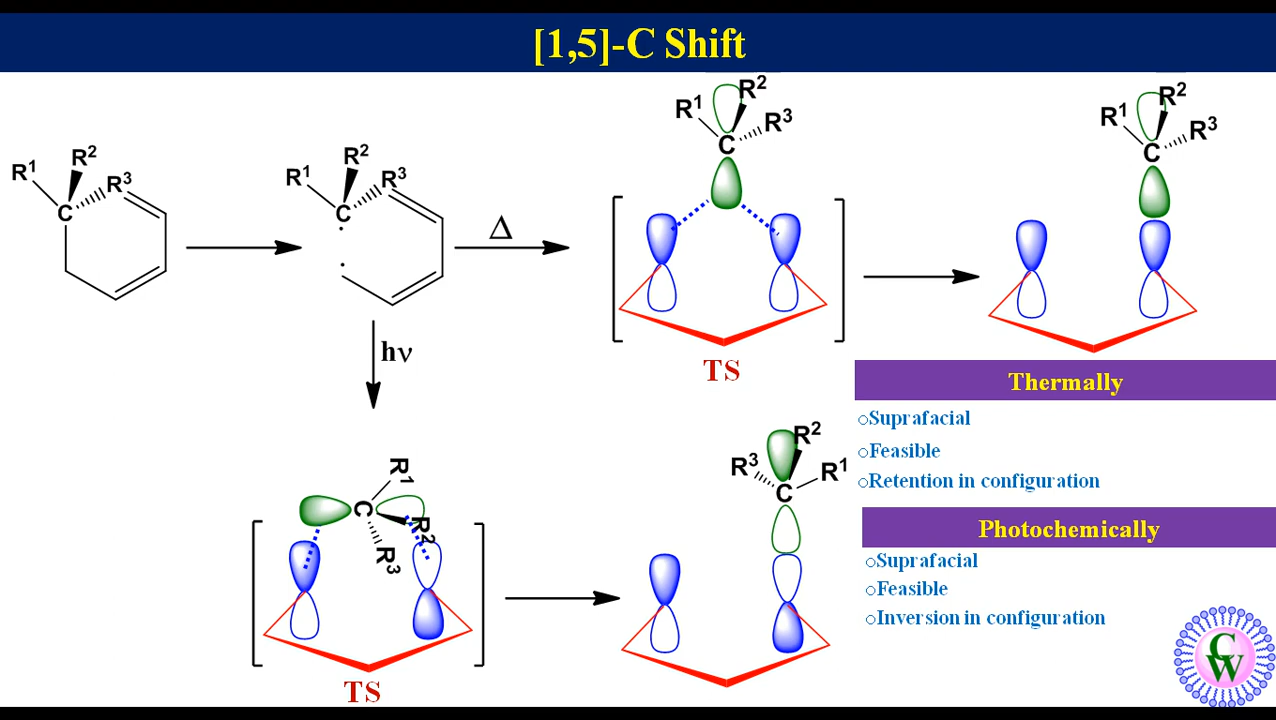 [1,5]-C Shift
R¹ R² R³ C
R¹ R² R³ C
Δ
R¹ R² R³ C
TS
R¹ R² R³ C
hν
Thermally
○Suprafacial
○Feasible
○Retention in configuration
R¹ C R² R³
TS
R³ R² R¹ C
Photochemically
○Suprafacial
○Feasible
○Inversion in configuration
CW